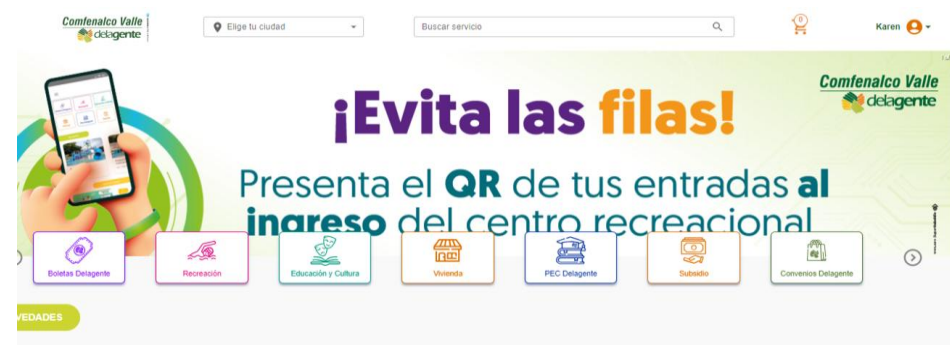 Comfenalco Valle
delagente
Elige tu ciudad
Buscar servicio
0
Karen
Comfenalco Valle
delagente
¡Evita las filas!
Presenta el QR de tus entradas al
ingreso del centro recreacional
Boletas Delagente
Recreación
Educación y Cultura
Vivienda
PEC Delagente
Subsidio
Convenios Delagente
VEDADES